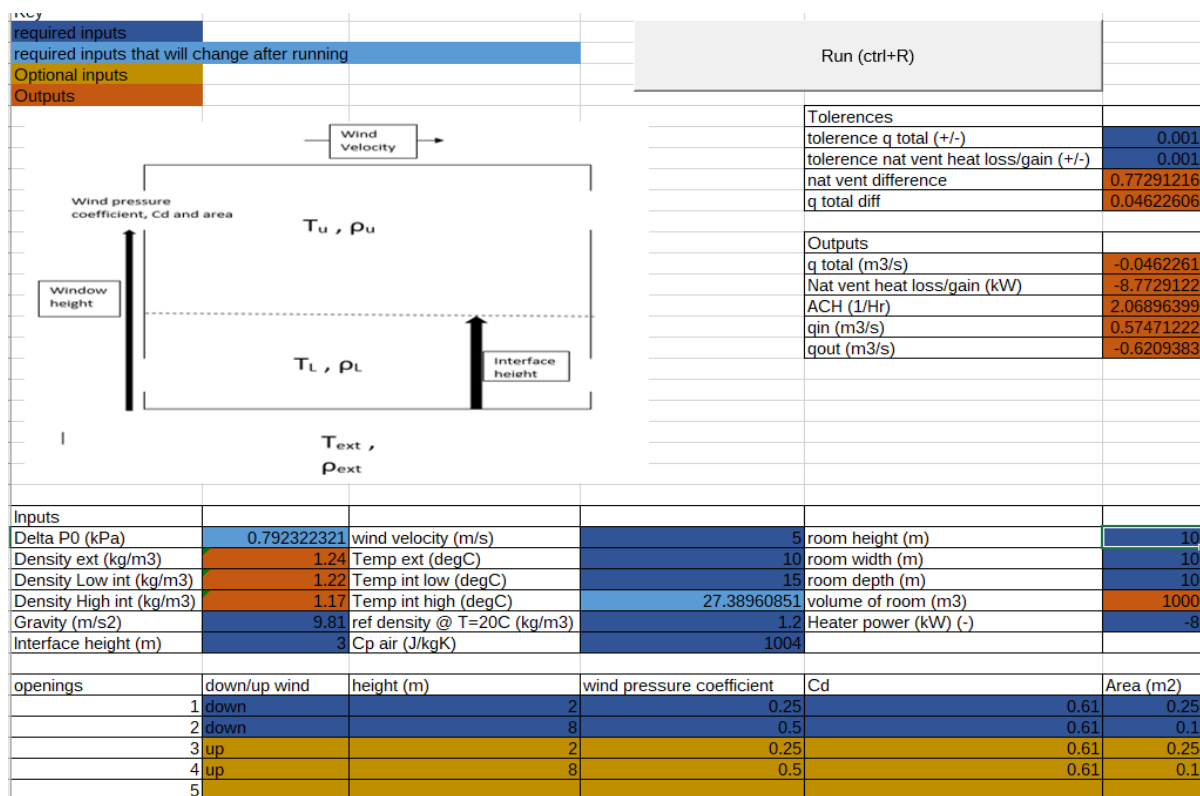 Key
required inputs
required inputs that will change after running
Optional inputs
Outputs
Run (ctrl+R)
Wind
Velocity
Wind pressure
coefficient, Cd and area
Tu , ρu
Window
height
TL , ρL
Interface
height
Text ,
ρext
Tolerences
tolerence q total (+/-) 0.001
tolerence nat vent heat loss/gain (+/-) 0.001
nat vent difference 0.77291216
q total diff 0.04622606
Outputs
q total (m3/s) -0.0462261
Nat vent heat loss/gain (kW) -8.7729122
ACH (1/Hr) 2.06896399
qin (m3/s) 0.57471222
qout (m3/s) -0.6209383
Inputs
Delta P0 (kPa) 0.792322321 wind velocity (m/s) 5 room height (m) 10
Density ext (kg/m3) 1.24 Temp ext (degC) 10 room width (m) 10
Density Low int (kg/m3) 1.22 Temp int low (degC) 15 room depth (m) 10
Density High int (kg/m3) 1.17 Temp int high (degC) 27.38960851 volume of room (m3) 1000
Gravity (m/s2) 9.81 ref density @ T=20C (kg/m3) 1.2 Heater power (kW) (-) -8
Interface height (m) 3 Cp air (J/kgK) 1004
openings down/up wind height (m) wind pressure coefficient Cd Area (m2)
1 down 2 0.25 0.61 0.25
2 down 8 0.5 0.61 0.1
3 up 2 0.25 0.61 0.25
4 up 8 0.5 0.61 0.1
5